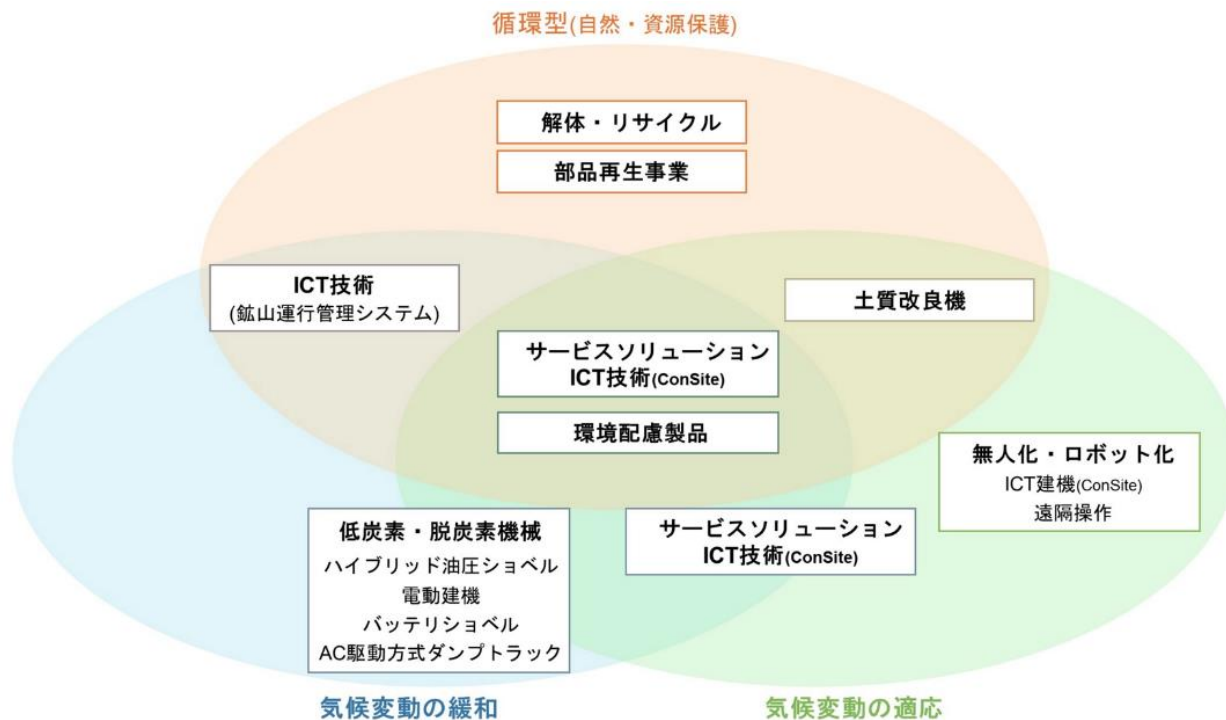 循環型(自然・資源保護)
解体・リサイクル
部品再生事業
ICT技術
(鉱山運行管理システム)
土質改良機
サービスソリューション
ICT技術(ConSite)
環境配慮製品
無人化・ロボット化
ICT建機(ConSite)
遠隔操作
低炭素・脱炭素機械
ハイブリッド油圧ショベル
電動建機
バッテリショベル
AC駆動方式ダンプトラック
サービスソリューション
ICT技術(ConSite)
気候変動の緩和
気候変動の適応